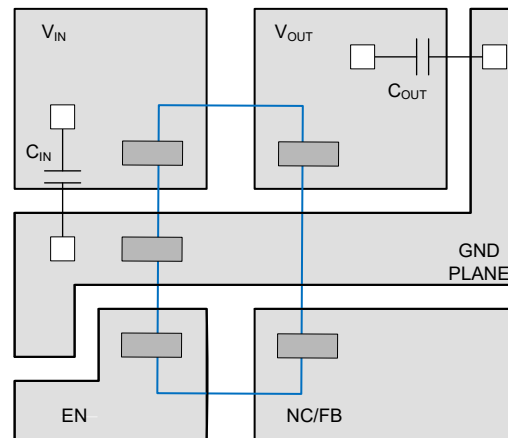 VIN
VOUT
COUT
CIN
GND
PLANE
EN
NC/FB